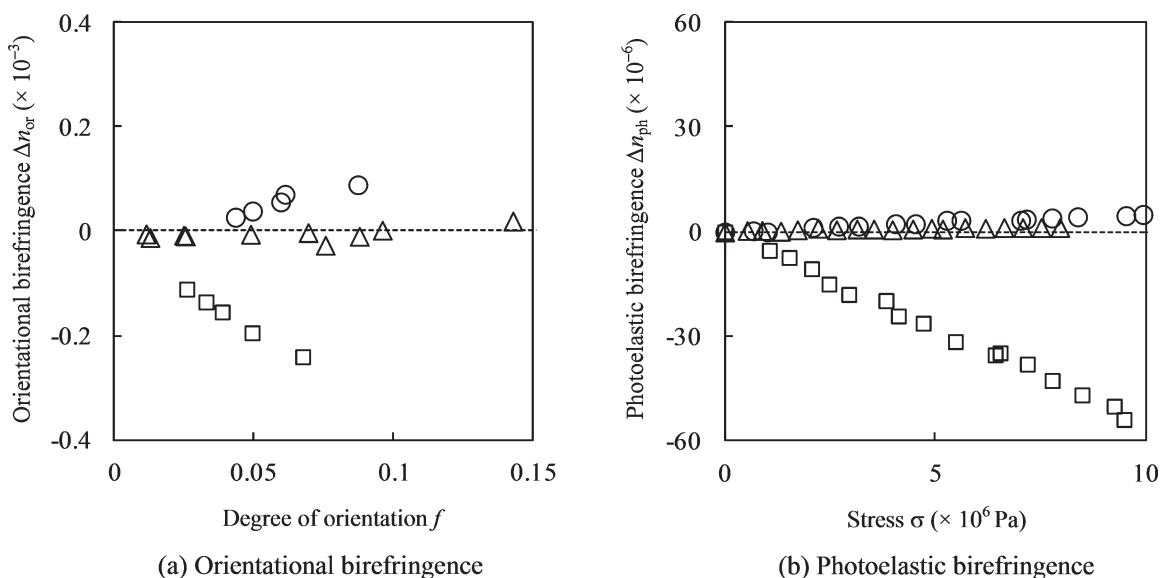 Orientational birefringence Δn_or (× 10⁻³)
0.4
0.2
0
-0.2
-0.4
0
0.05
0.1
0.15
Degree of orientation f
(a) Orientational birefringence
Photoelastic birefringence Δn_ph (× 10⁻⁶)
60
30
0
-30
-60
0
5
10
Stress σ (× 10⁶ Pa)
(b) Photoelastic birefringence